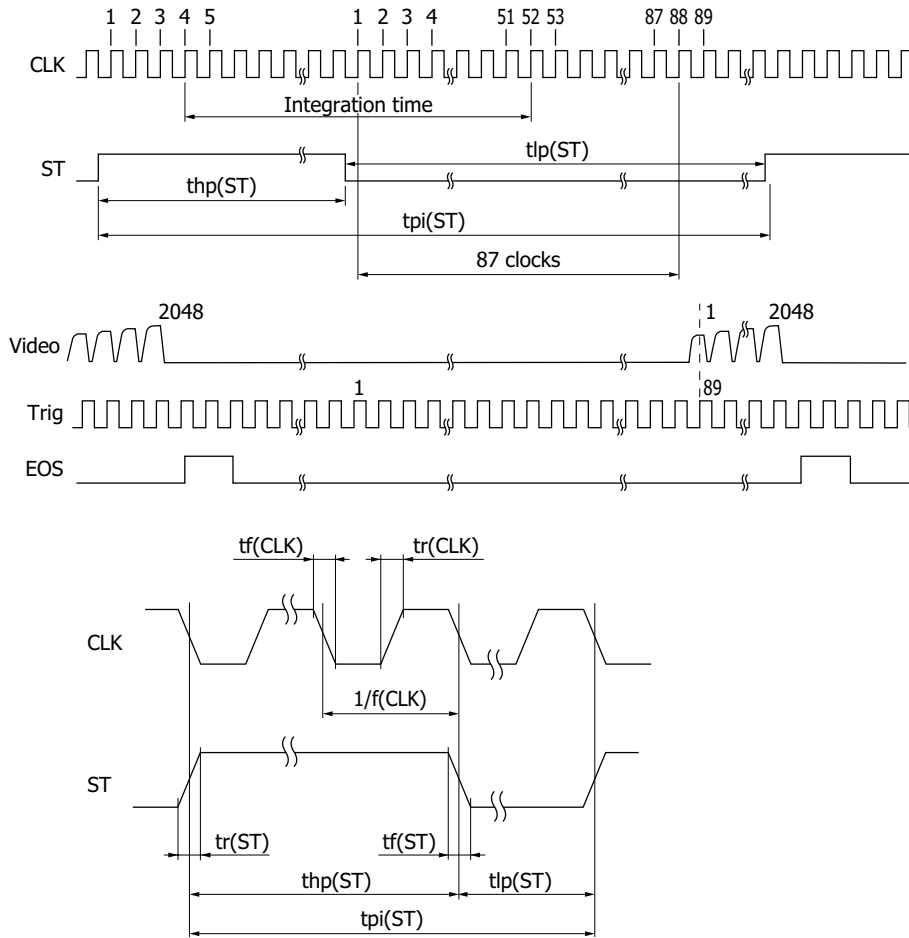 1 2 3 4 5 1 2 3 4 51 52 53 87 88 89
CLK
Integration time
ST
tlp(ST)
thp(ST)
tpi(ST)
87 clocks
2048 1 2048
Video
1 89
Trig
EOS
tf(CLK) tr(CLK)
CLK
1/f(CLK)
ST
tr(ST) tf(ST)
thp(ST) tlp(ST)
tpi(ST)